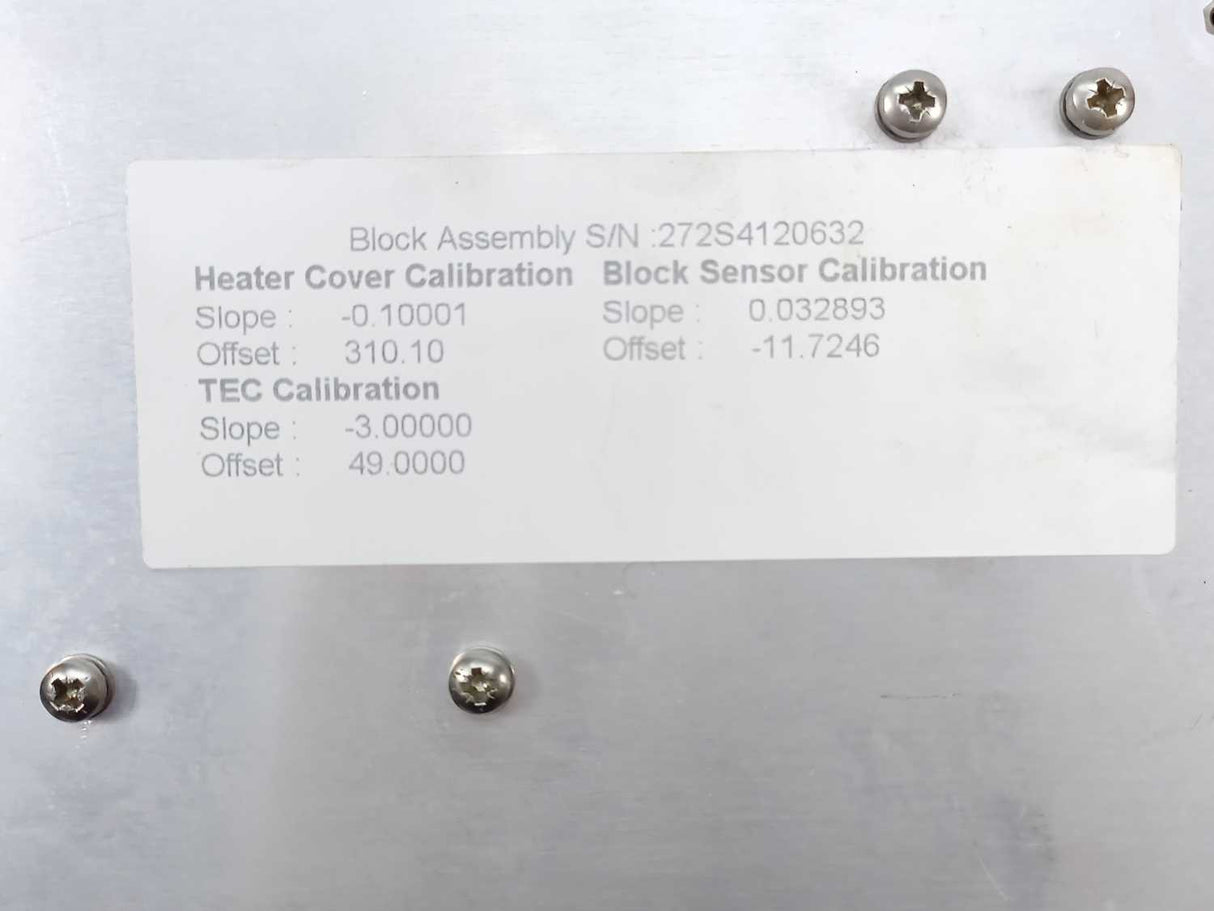 Block Assembly S/N :272S4120632
Heater Cover Calibration Block Sensor Calibration
Slope : -0.10001 Slope : 0.032893
Offset : 310.10 Offset : -11.7246
TEC Calibration
Slope : -3.00000
Offset : 49.0000